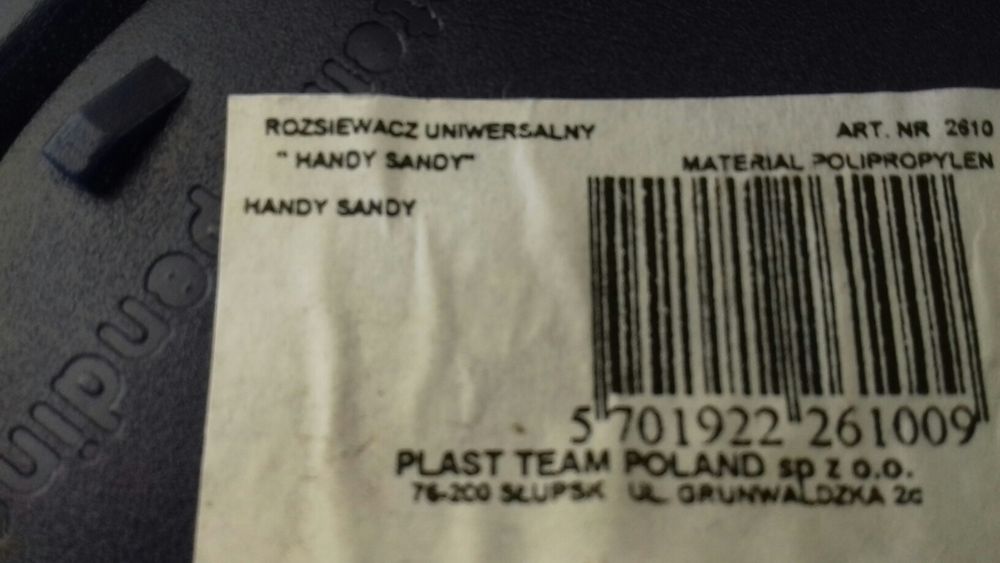 ROZSIEWACZ UNIWERSALNY
"HANDY SANDY"
HANDY SANDY
ART. NR 2610
MATERIAL POLIPROPYLEN
5 701922 261009
PLAST TEAM POLAND sp z o.o.
76-200 SŁUPSK UL GRUNWALDZKA